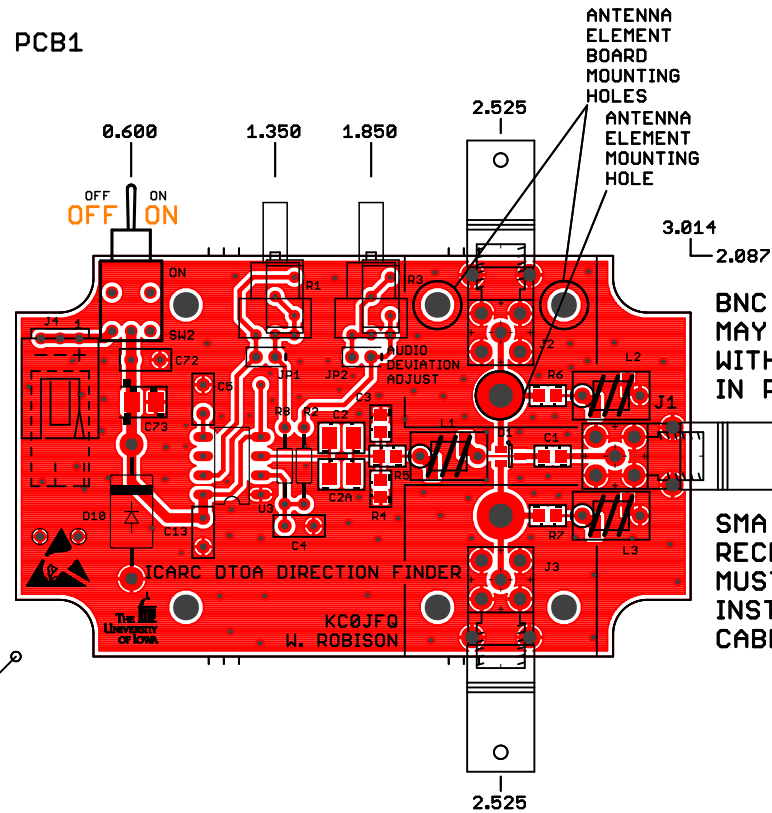 PCB1
ANTENNA
ELEMENT
BOARD
MOUNTING
HOLES
ANTENNA
ELEMENT
MOUNTING
HOLE
0.600
1.350
1.850
2.525
3.014
2.087
OFF
ON
OFF
ON
ON
SW2
J4
1
R1
R3
J2
BNC
MAY
WITH
IN
C72
JP1
JP2
AUDIO
DEVIATION
ADJUST
R6
L2
C5
C73
R8
R2
C2
C3
L1
J1
D1
C1
R5
C2A
R4
U3
D10
C13
C4
R7
L3
J3
SMA
MUST
ICARC DTOA DIRECTION FINDER
THE
UNIVERSITY
OF IOWA
KC0JFQ
W. ROBISON
2.525